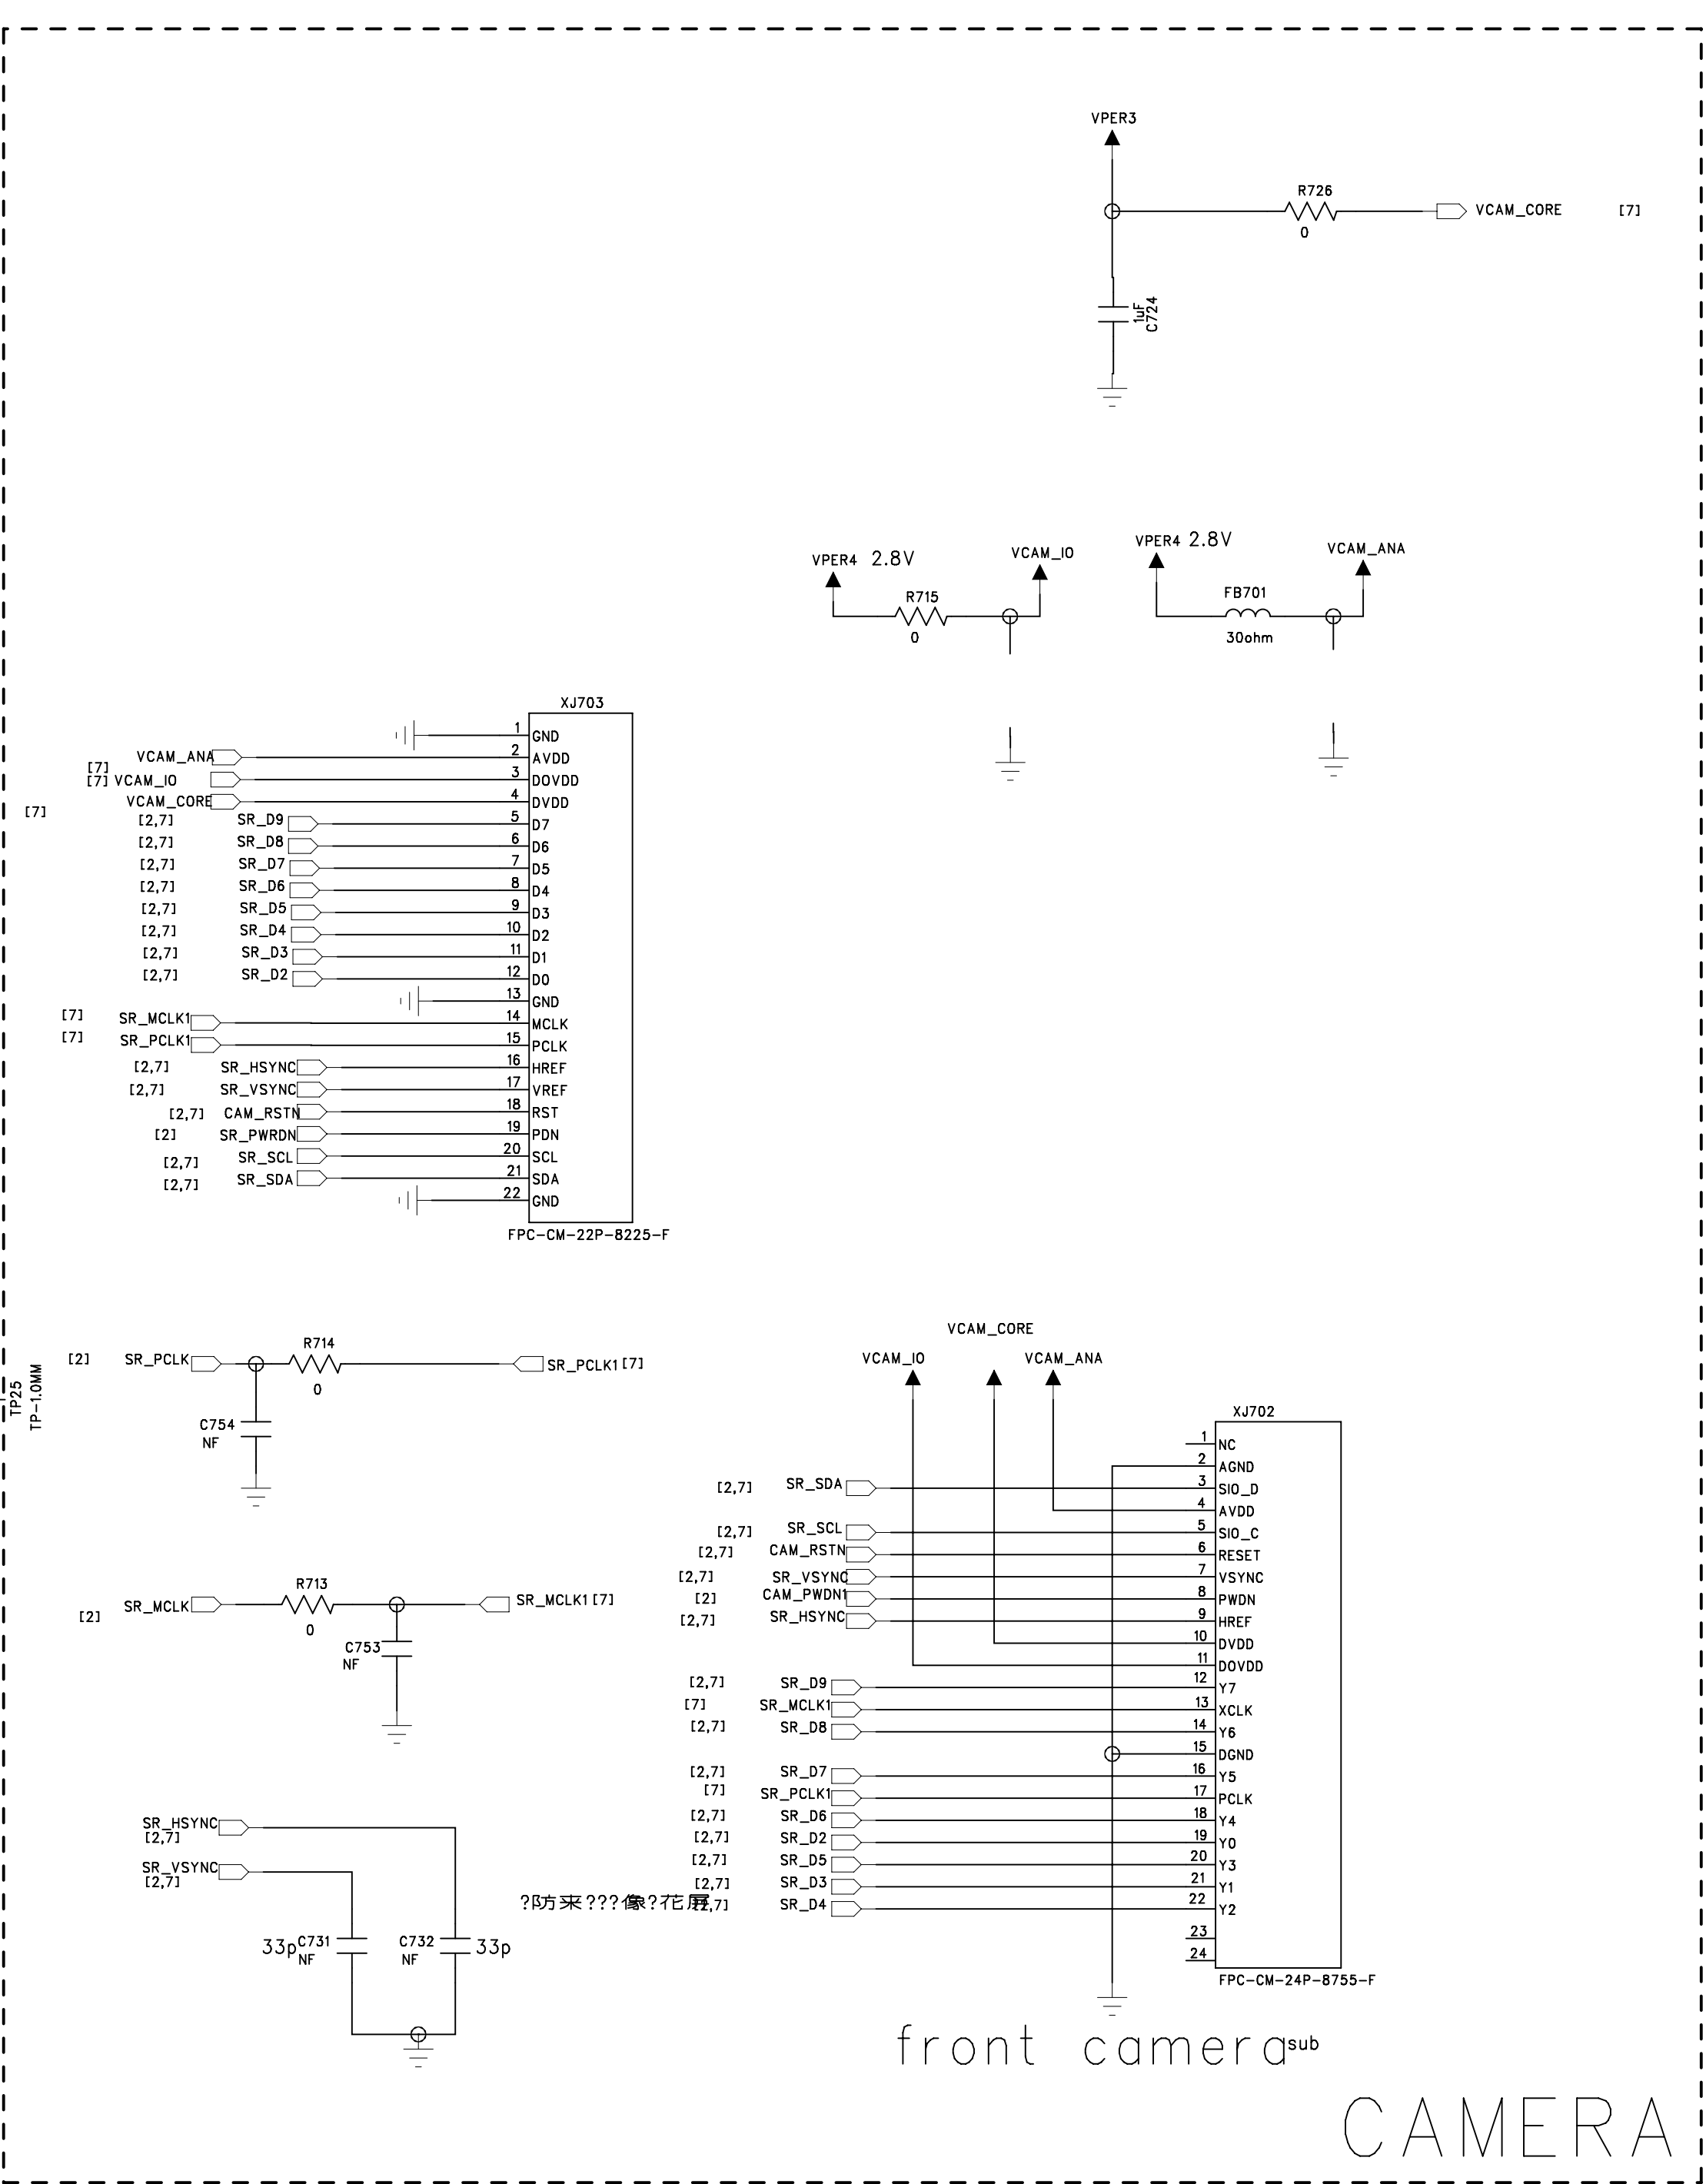 VPER3
R726
0
VCAM_CORE [7]
1uF
C724
VPER4 2.8V
R715
0
VCAM_IO
VPER4 2.8V
FB701
30ohm
VCAM_ANA
XJ703
VCAM_ANA [7] 2 AVDD
1 GND
[7] VCAM_IO 3 DOVDD
[7] VCAM_CORE 4 DVDD
[2,7] SR_D9 5 D7
[2,7] SR_D8 6 D6
[2,7] SR_D7 7 D5
[2,7] SR_D6 8 D4
[2,7] SR_D5 9 D3
[2,7] SR_D4 10 D2
[2,7] SR_D3 11 D1
[2,7] SR_D2 12 D0
13 GND
[7] SR_MCLK1 14 MCLK
[7] SR_PCLK1 15 PCLK
[2,7] SR_HSYNC 16 HREF
[2,7] SR_VSYNC 17 VREF
[2,7] CAM_RSTN 18 RST
[2] SR_PWRDN 19 PDN
[2,7] SR_SCL 20 SCL
[2,7] SR_SDA 21 SDA
22 GND
FPC-CM-22P-8225-F
TP25
TP-1.0MM
[2] SR_PCLK
R714
0
SR_PCLK1 [7]
C754
NF
[2] SR_MCLK
R713
0
SR_MCLK1 [7]
C753
NF
SR_HSYNC
[2,7]
SR_VSYNC
[2,7]
33p C731
NF
C732 33p
NF
?防来???像?花屏
VCAM_CORE
VCAM_IO
VCAM_ANA
XJ702
1 NC
2 AGND
[2,7] SR_SDA 3 SIO_D
4 AVDD
[2,7] SR_SCL 5 SIO_C
[2,7] CAM_RSTN 6 RESET
[2,7] SR_VSYNC 7 VSYNC
[2] CAM_PWDN1 8 PWDN
[2,7] SR_HSYNC 9 HREF
10 DVDD
11 DOVDD
[2,7] SR_D9 12 Y7
[7] SR_MCLK1 13 XCLK
[2,7] SR_D8 14 Y6
15 DGND
[2,7] SR_D7 16 Y5
[7] SR_PCLK1 17 PCLK
[2,7] SR_D6 18 Y4
[2,7] SR_D2 19 Y0
[2,7] SR_D5 20 Y3
[2,7] SR_D3 21 Y1
[2,7] SR_D4 22 Y2
23
24
FPC-CM-24P-8755-F
front camera sub
CAMERA